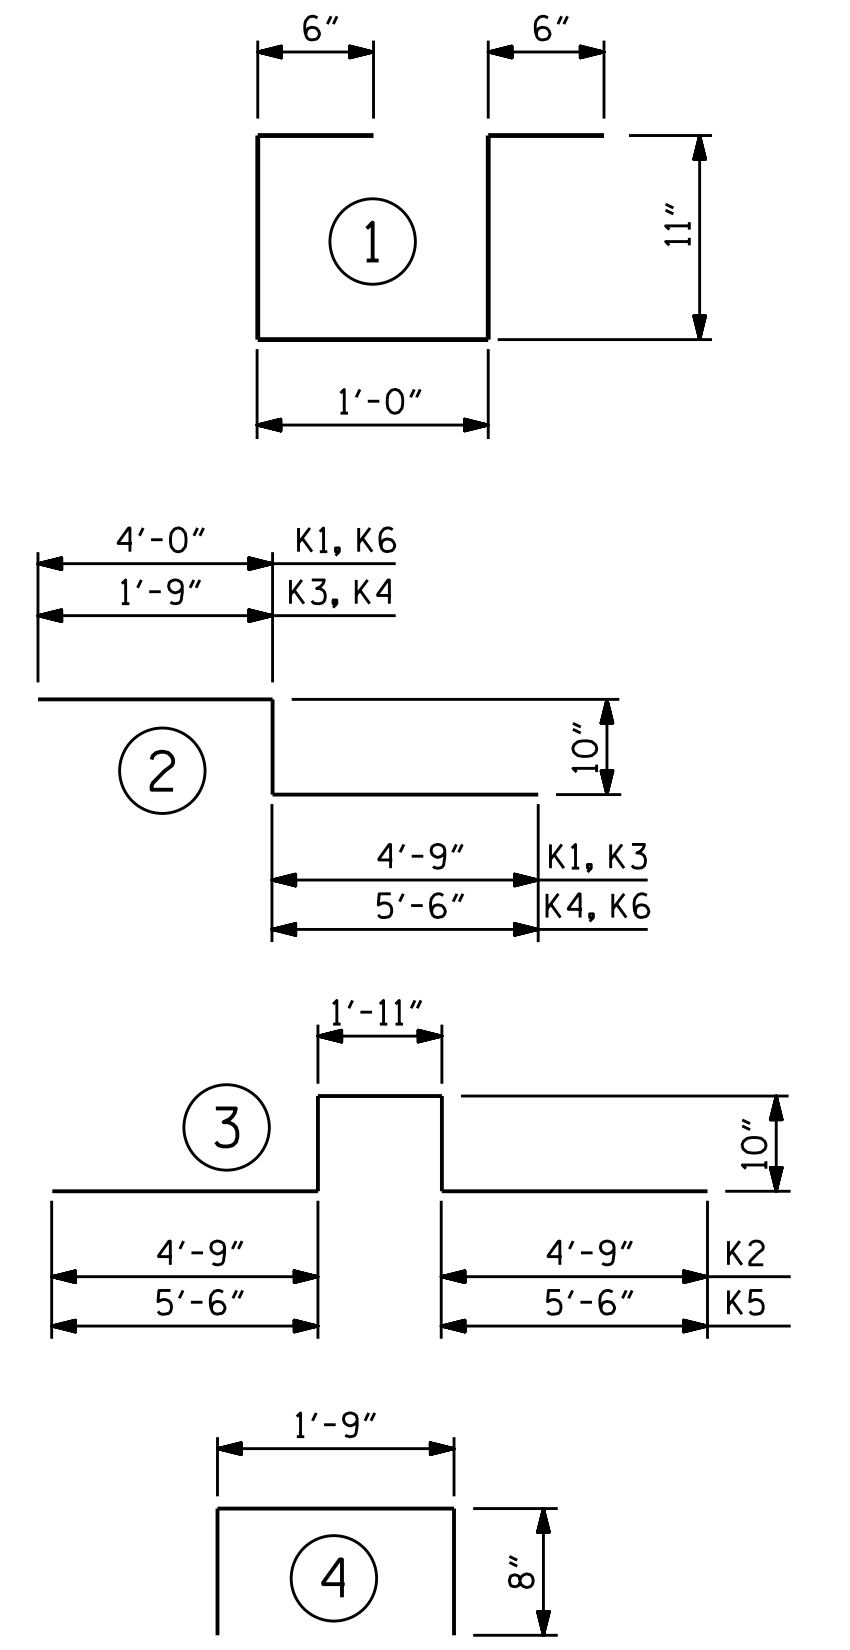 6" 6"
1
11"
1'-0"
4'-0" K1, K6
1'-9" K3, K4
2
10"
4'-9" K1, K3
5'-6" K4, K6
1'-11"
3
10"
4'-9" 4'-9" K2
5'-6" 5'-6" K5
1'-9"
4
8"